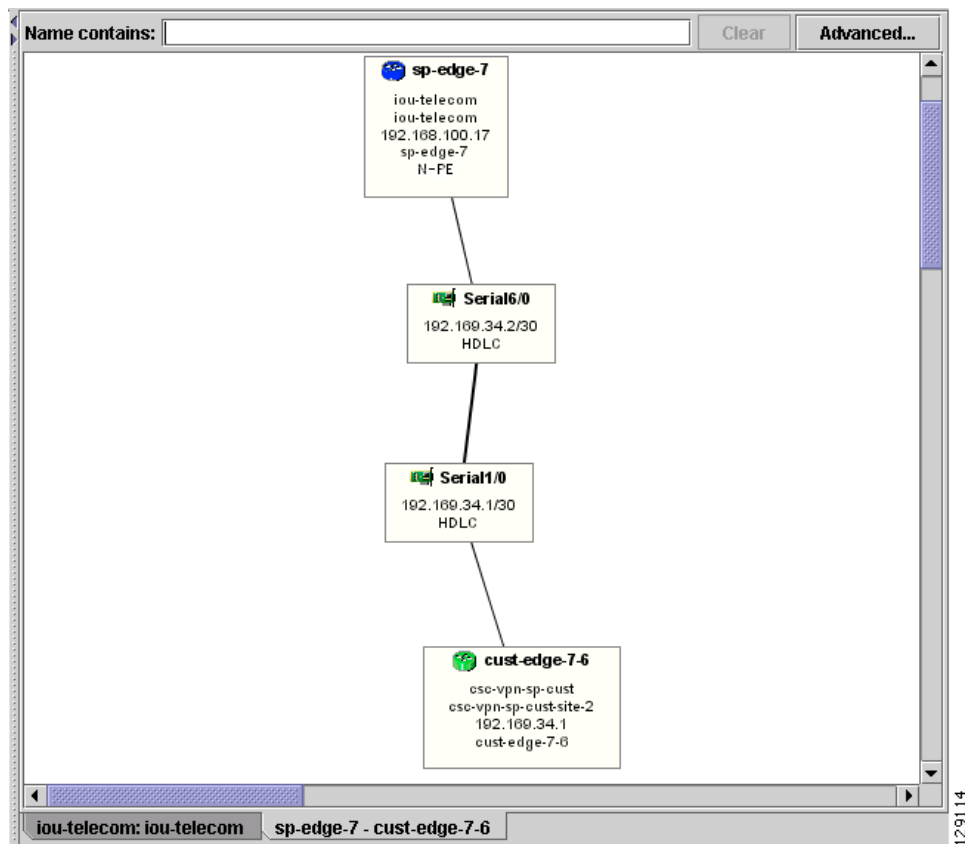 Name contains:
Clear
Advanced...
sp-edge-7
iou-telecom
iou-telecom
192.168.100.17
sp-edge-7
N-PE
Serial6/0
192.169.34.2/30
HDLC
Serial1/0
192.169.34.1/30
HDLC
cust-edge-7-6
csc-vpn-sp-cust
csc-vpn-sp-cust-site-2
192.169.34.1
cust-edge-7-6
iou-telecom: iou-telecom
sp-edge-7 - cust-edge-7-6
129114